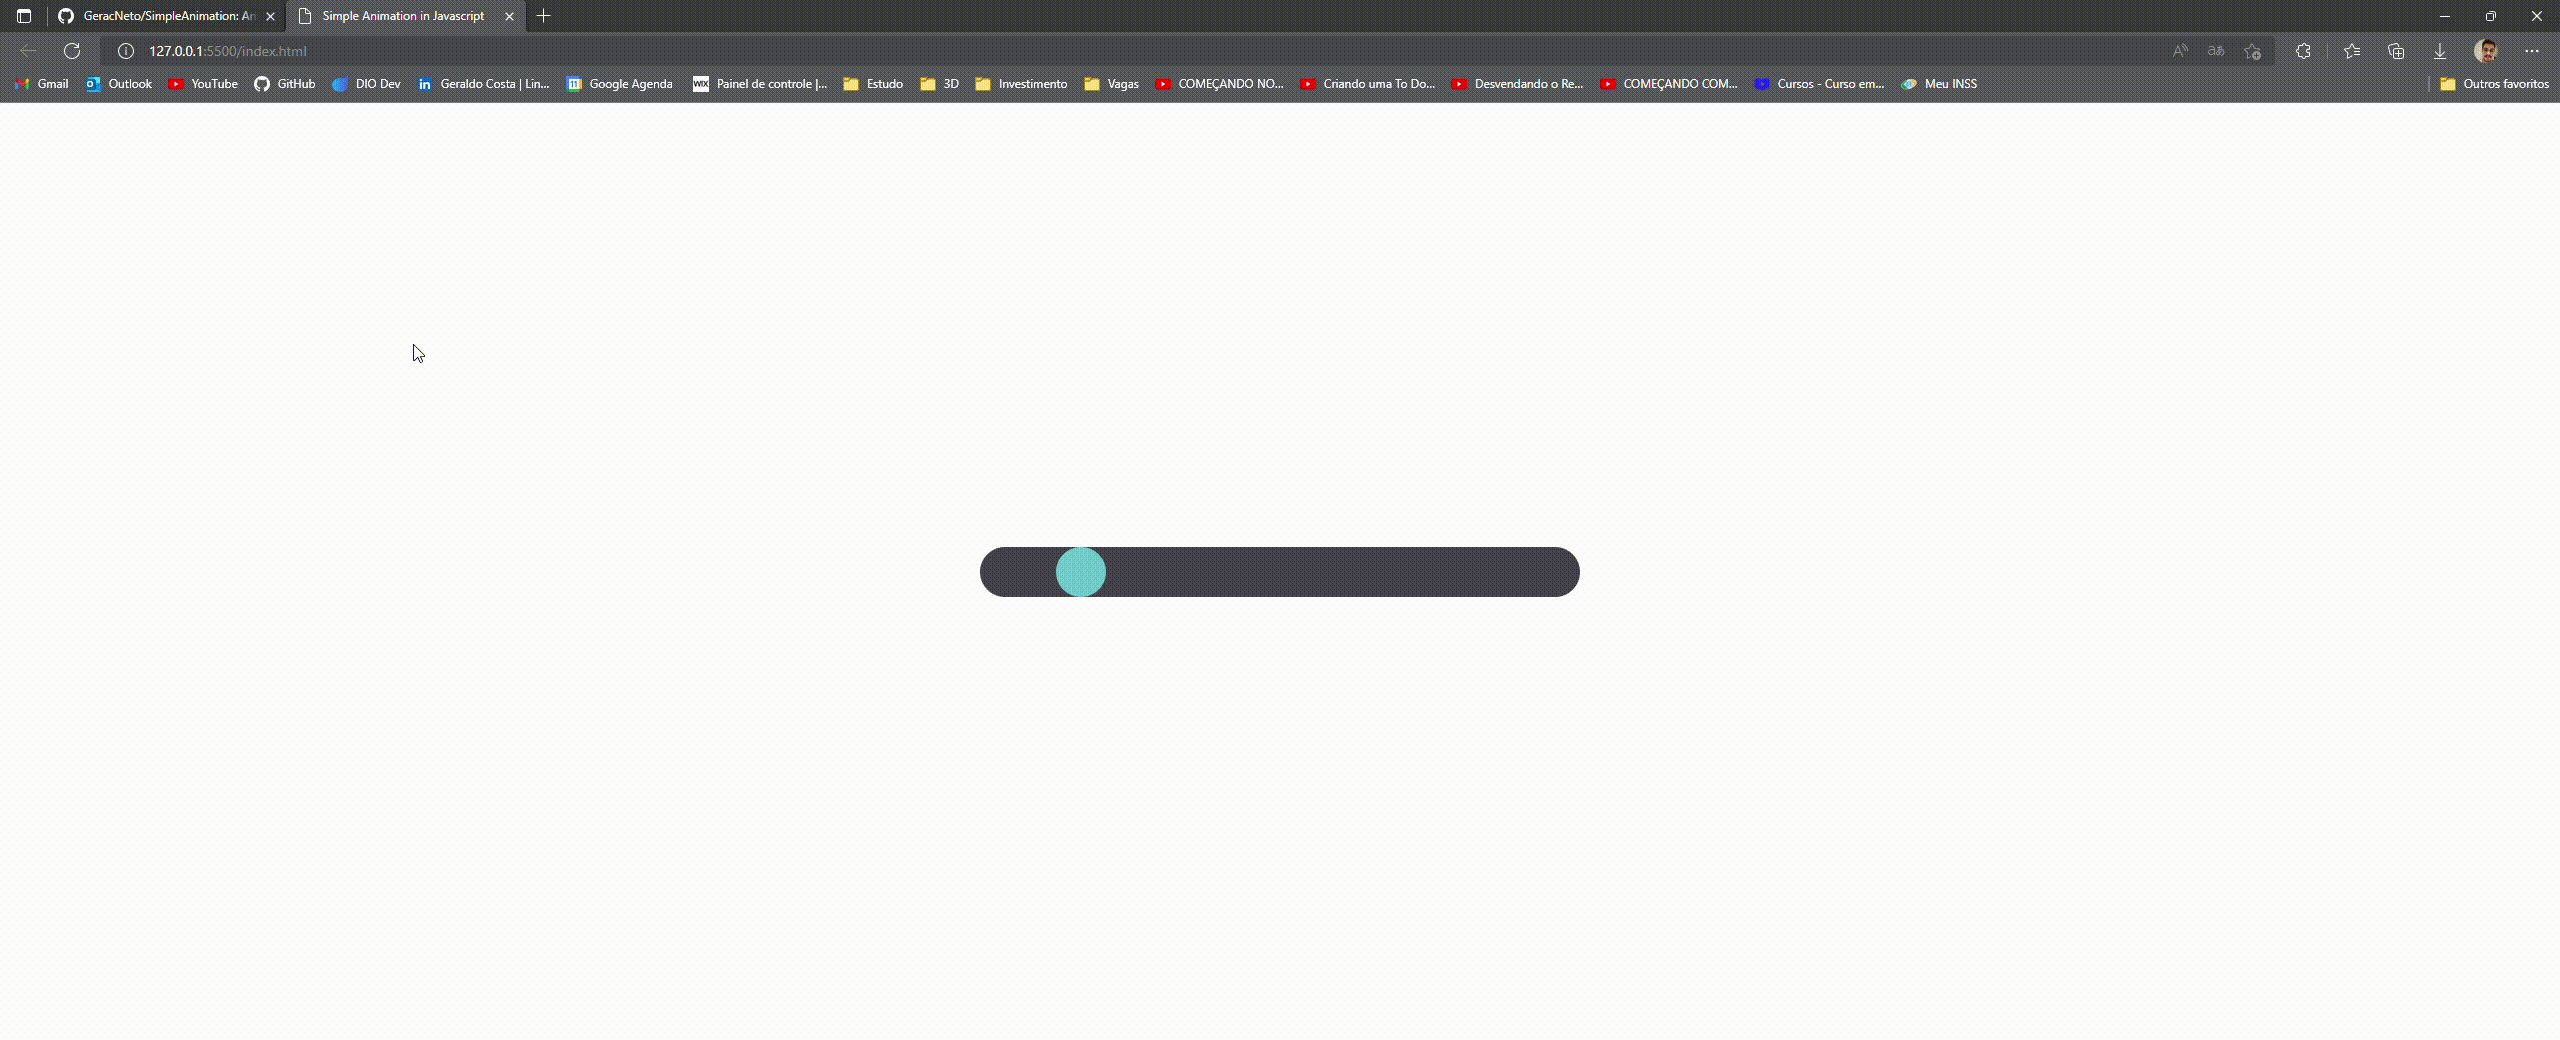 GeracNeto/SimpleAnimation: An
Simple Animation in Javascript
127.0.0.1:5500/index.html
Gmail Outlook YouTube GitHub DIO Dev Geraldo Costa | Lin... Google Agenda WIX Painel de controle |... Estudo 3D Investimento Vagas COMEÇANDO NO... Criando uma To Do... Desvendando o Re... COMEÇANDO COM... Cursos - Curso em... Meu INSS Outros favoritos